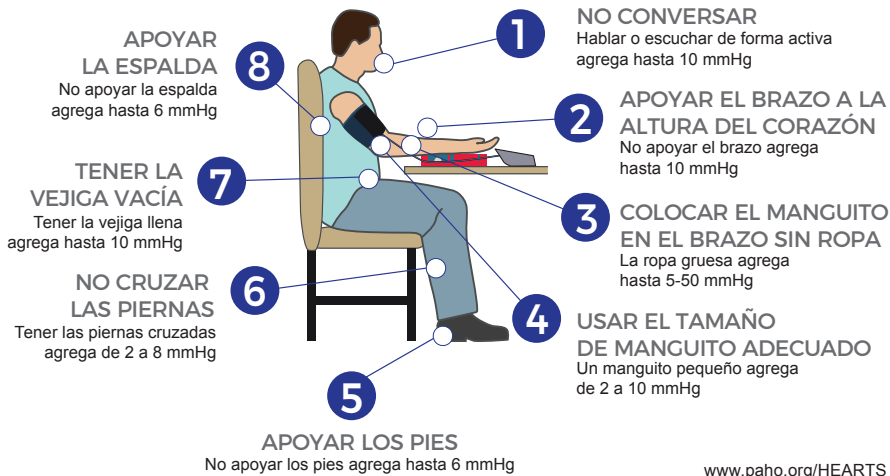 1
NO CONVERSAR
Hablar o escuchar de forma activa
agrega hasta 10 mmHg
2
APOYAR EL BRAZO A LA
ALTURA DEL CORAZÓN
No apoyar el brazo agrega
hasta 10 mmHg
3
COLOCAR EL MANGUITO
EN EL BRAZO SIN ROPA
La ropa gruesa agrega
hasta 5-50 mmHg
4
USAR EL TAMAÑO
DE MANGUITO ADECUADO
Un manguito pequeño agrega
de 2 a 10 mmHg
5
APOYAR LOS PIES
No apoyar los pies agrega hasta 6 mmHg
6
NO CRUZAR
LAS PIERNAS
Tener las piernas cruzadas
agrega de 2 a 8 mmHg
7
TENER LA
VEJIGA VACÍA
Tener la vejiga llena
agrega hasta 10 mmHg
8
APOYAR
LA ESPALDA
No apoyar la espalda
agrega hasta 6 mmHg
www.paho.org/HEARTS